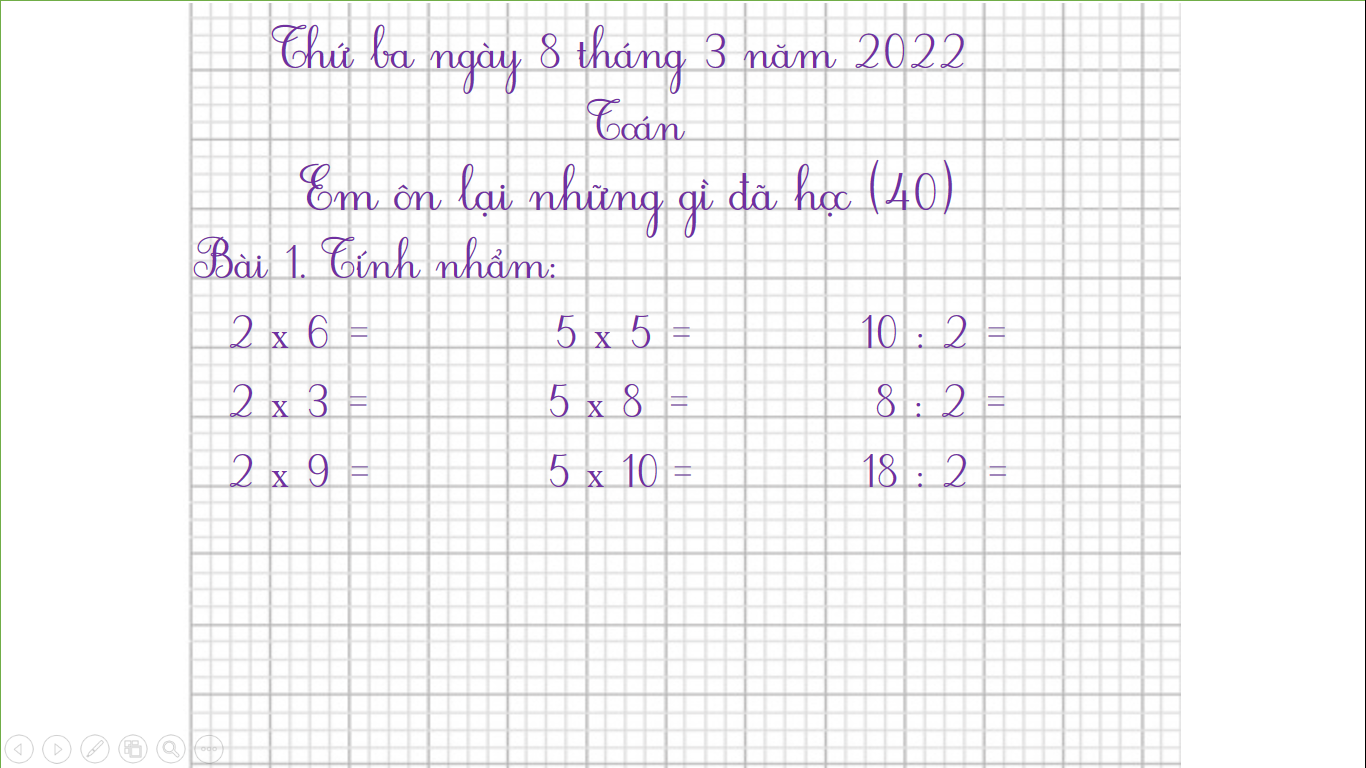 Thứ ba ngày 8 tháng 3 năm 2022
Toán
Em ôn lại những gì đã học (40)
Bài 1. Tính nhẩm:
2 x 6 = 5 x 5 = 10 : 2 =
2 x 3 = 5 x 8 = 8 : 2 =
2 x 9 = 5 x 10 = 18 : 2 =